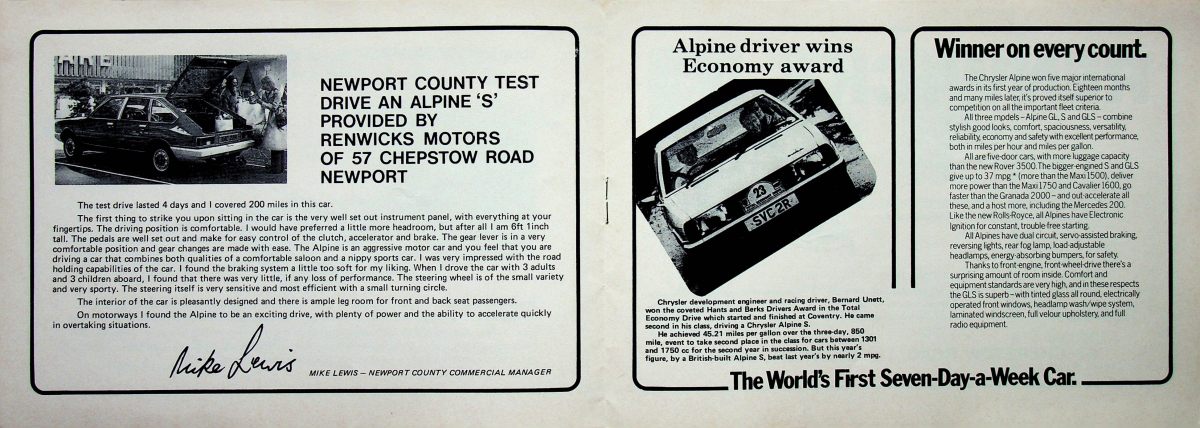 NEWPORT COUNTY TEST
DRIVE AN ALPINE 'S'
PROVIDED BY
RENWICKS MOTORS
OF 57 CHEPSTOW ROAD
NEWPORT
The test drive lasted 4 days and I covered 200 miles in this car.
The first thing to strike you upon sitting in the car is the very well set out instrument panel, with everything at your
fingertips. The driving position is comfortable. I would have preferred a little more headroom, but after all I am 6ft 1inch
tall. The pedals are well set out and make for easy control of the clutch, accelerator and brake. The gear lever is in a very
comfortable position and gear changes are made with ease. The Alpine is an aggressive motor car and you feel that you are
driving a car that combines both qualities of a comfortable saloon and a nippy sports car. I was very impressed with the road
holding capabilities of the car. I found the braking system a little too soft for my liking. When I drove the car with 3 adults
and 3 children aboard, I found that there was very little, if any loss of performance. The steering wheel is of the small variety
and very sporty. The steering itself is very sensitive and most efficient with a small turning circle.
The interior of the car is pleasantly designed and there is ample leg room for front and back seat passengers.
On motorways I found the Alpine to be an exciting drive, with plenty of power and the ability to accelerate quickly
in overtaking situations.
Mike Lewis
MIKE LEWIS – NEWPORT COUNTY COMMERCIAL MANAGER
Alpine driver wins
Economy award
23
SVC 2R
Chrysler development engineer and racing driver, Bernard Unett,
won the coveted Hants and Berks Drivers Award in the Total
Economy Drive which started and finished at Coventry. He came
second in his class, driving a Chrysler Alpine S.
He achieved 45.21 miles per gallon over the three-day, 850
mile, event to take second place in the class for cars between 1301
and 1750 cc for the second year in succession. But this year's
figure, by a British-built Alpine S, beat last year's by nearly 2 mpg.
Winner on every count.
The Chrysler Alpine won five major international
awards in its first year of production. Eighteen months
and many miles later, it's proved itself superior to
competition on all the important fleet criteria.
All three models – Alpine GL, S and GLS – combine
stylish good looks, comfort, spaciousness, versatility,
reliability, economy and safety with excellent performance,
both in miles per hour and miles per gallon.
All are five-door cars, with more luggage capacity
than the new Rover 3500. The bigger-engined S and GLS
give up to 37 mpg * (more than the Maxi 1500), deliver
more power than the Maxi 1750 and Cavalier 1600, go
faster than the Granada 2000 – and out-accelerate all
these, and a host more, including the Mercedes 200.
Like the new Rolls-Royce, all Alpines have Electronic
Ignition for constant, trouble-free starting.
All Alpines have dual circuit, servo-assisted braking,
reversing lights, rear fog lamp, load-adjustable
headlamps, energy-absorbing bumpers, for safety.
Thanks to front-engine, front-wheel-drive there's a
surprising amount of room inside. Comfort and
equipment standards are very high, and in these respects
the GLS is superb – with tinted glass all round, electrically
operated front windows, headlamp wash/wipe system,
laminated windscreen, full velour upholstery, and full
radio equipment.
The World's First Seven-Day-a-Week Car.